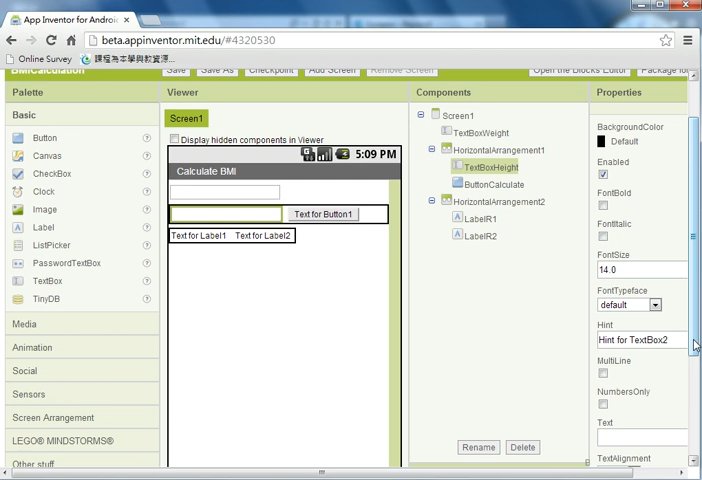 App Inventor for Android
beta.appinventor.mit.edu/#4320530
Online Survey
課程為本學與教資源...
BMICalculation
Save
Save As
Checkpoint
Add Screen
Remove Screen
Open the Blocks Editor
Package for
Palette
Viewer
Components
Properties
Basic
Button
Canvas
CheckBox
Clock
Image
Label
ListPicker
PasswordTextBox
TextBox
TinyDB
Media
Animation
Social
Sensors
Screen Arrangement
LEGO® MINDSTORMS®
Other stuff
Screen1
Display hidden components in Viewer
5:09 PM
Calculate BMI
Text for Button1
Text for Label1 Text for Label2
Screen1
TextBoxWeight
HorizontalArrangement1
TextBoxHeight
ButtonCalculate
HorizontalArrangement2
LabelR1
LabelR2
Rename
Delete
BackgroundColor
Default
Enabled
FontBold
FontItalic
FontSize
14.0
FontTypeface
default
Hint
Hint for TextBox2
MultiLine
NumbersOnly
Text
TextAlignment